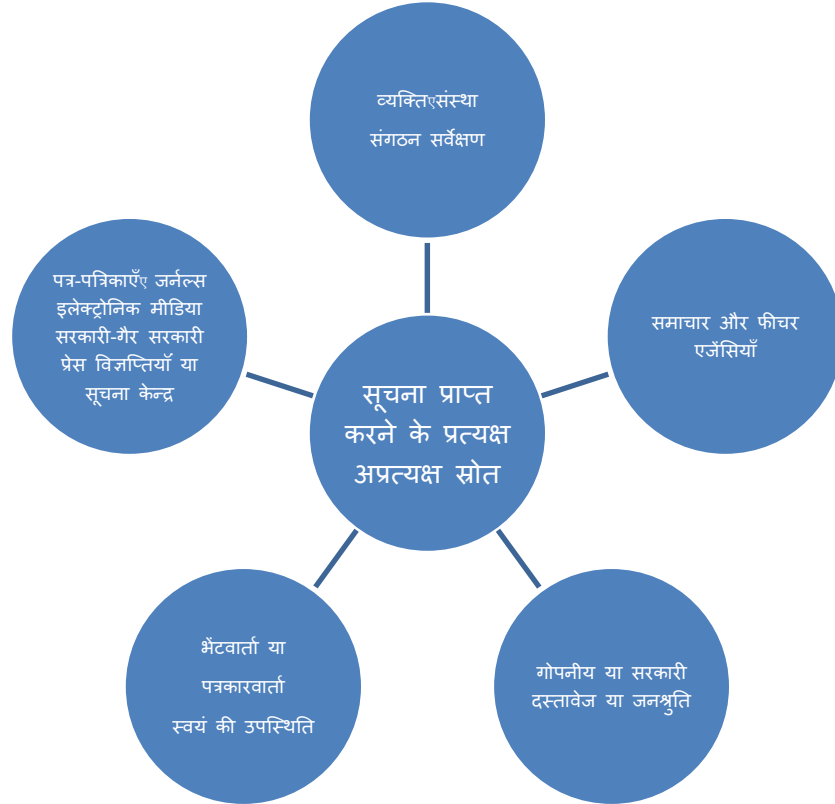 व्यक्तिएसंस्था
संगठन सर्वेक्षण
पत्र-पत्रिकाएँए जर्नल्स
इलेक्ट्रोनिक मीडिया
सरकारी-गैर सरकारी
प्रेस विज्ञप्तियॉं या
सूचना केन्द्र
समाचार और फीचर
एजेंसियाँ
सूचना प्राप्त
करने के प्रत्यक्ष
अप्रत्यक्ष स्रोत
भेंटवार्ता या
पत्रकारवार्ता
स्वयं की उपस्थिति
गोपनीय या सरकारी
दस्तावेज या जनश्रुति